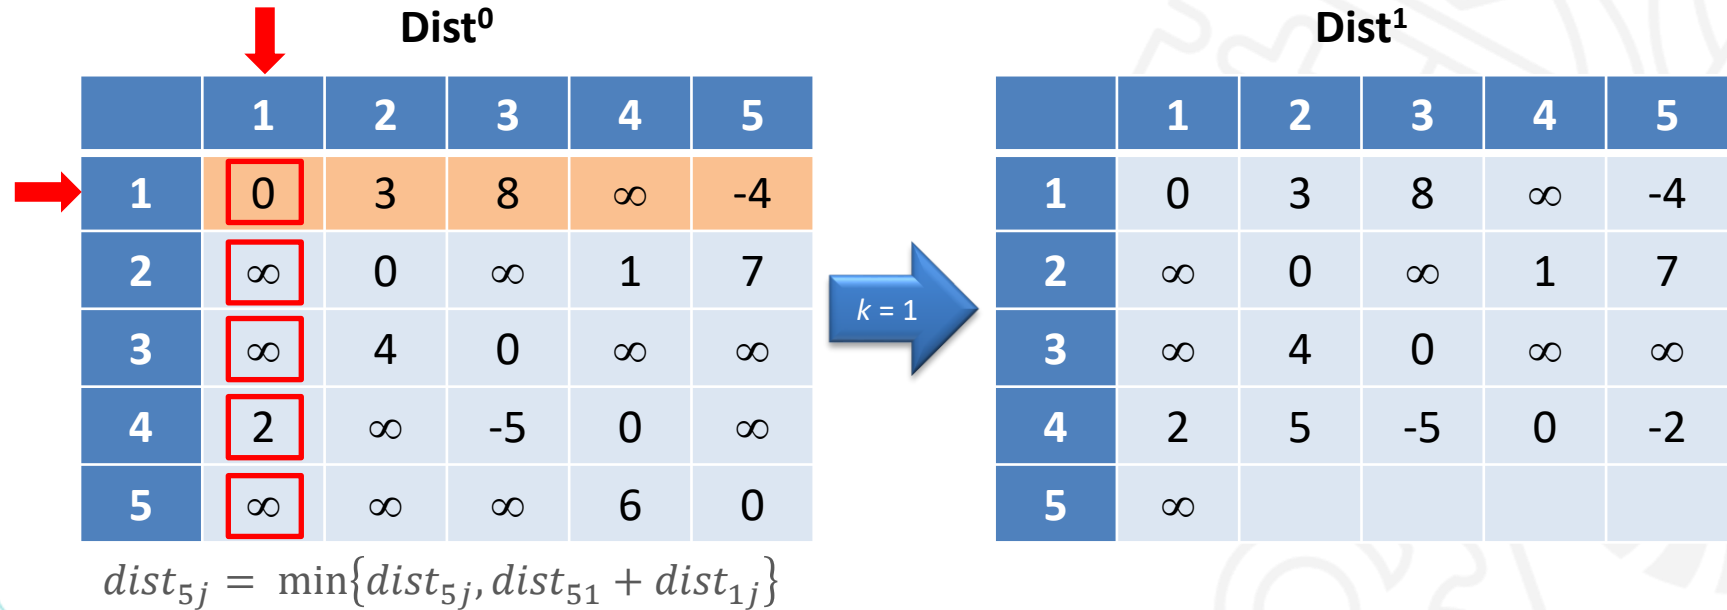 Dist⁰
1 2 3 4 5
1 0 3 8 ∞ -4
2 ∞ 0 ∞ 1 7
3 ∞ 4 0 ∞ ∞
4 2 ∞ -5 0 ∞
5 ∞ ∞ ∞ 6 0
dist₅ⱼ = min{dist₅ⱼ, dist₅₁ + dist₁ⱼ}
k = 1
Dist¹
1 2 3 4 5
1 0 3 8 ∞ -4
2 ∞ 0 ∞ 1 7
3 ∞ 4 0 ∞ ∞
4 2 5 -5 0 -2
5 ∞